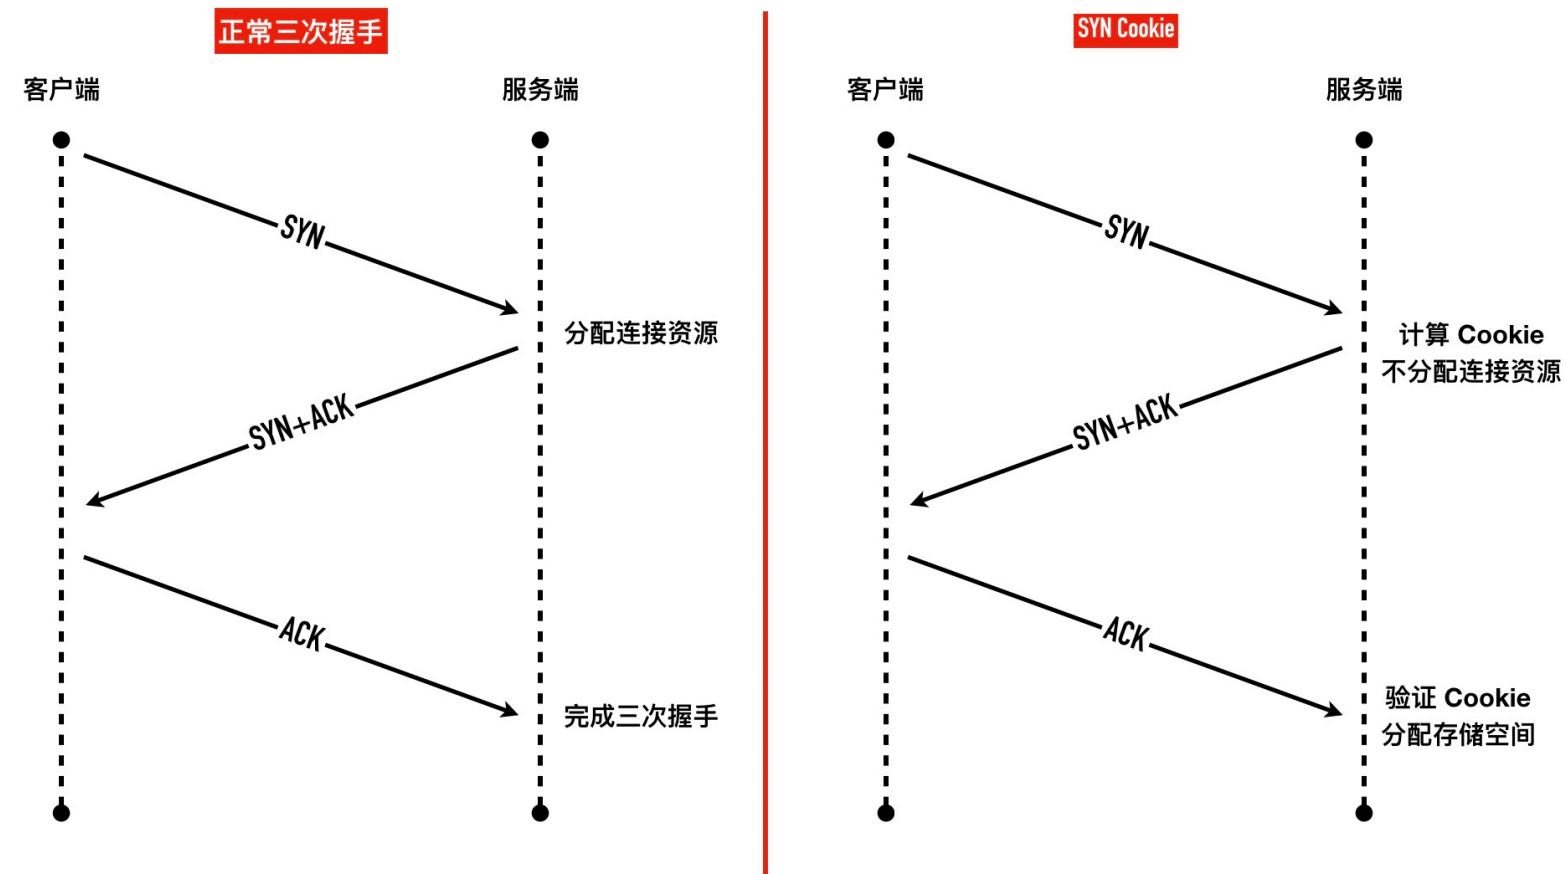 正常三次握手
客户端
服务端
SYN
分配连接资源
SYN+ACK
ACK
完成三次握手
SYN Cookie
客户端
服务端
SYN
计算 Cookie
不分配连接资源
SYN+ACK
ACK
验证 Cookie
分配存储空间